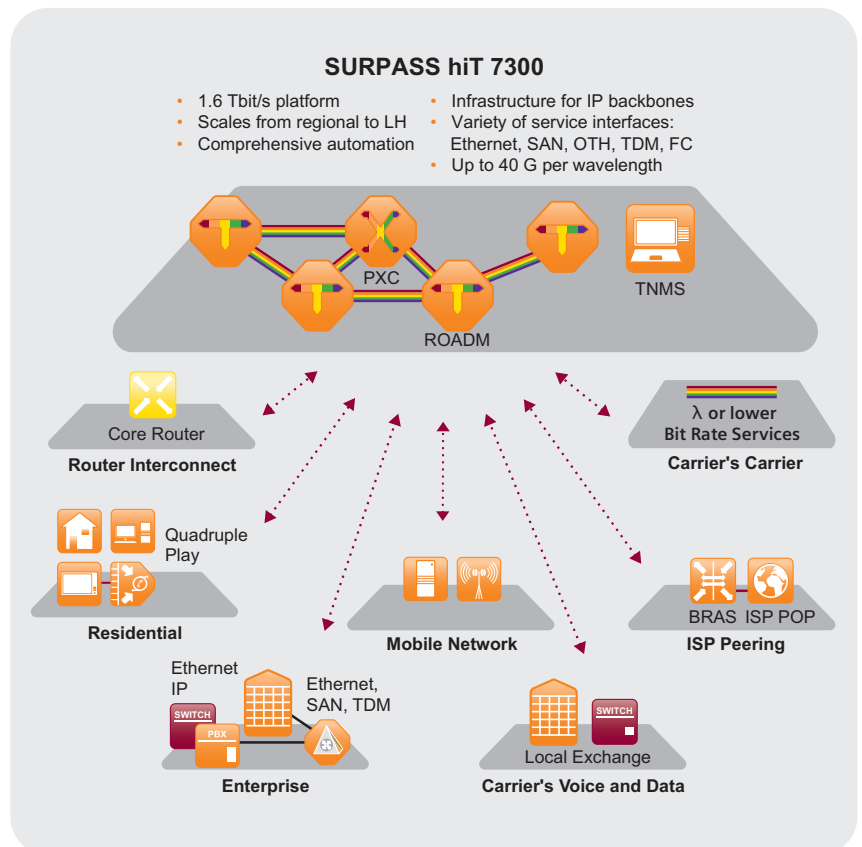 SURPASS hiT 7300
• 1.6 Tbit/s platform
• Scales from regional to LH
• Comprehensive automation
• Infrastructure for IP backbones
• Variety of service interfaces:
Ethernet, SAN, OTH, TDM, FC
• Up to 40 G per wavelength
PXC
TNMS
ROADM
Core Router
Router Interconnect
λ or lower
Bit Rate Services
Carrier's Carrier
Quadruple
Play
Residential
Mobile Network
BRAS
ISP POP
ISP Peering
Ethernet
IP
SWITCH
PBX
Ethernet,
SAN, TDM
Enterprise
SWITCH
Local Exchange
Carrier's Voice and Data